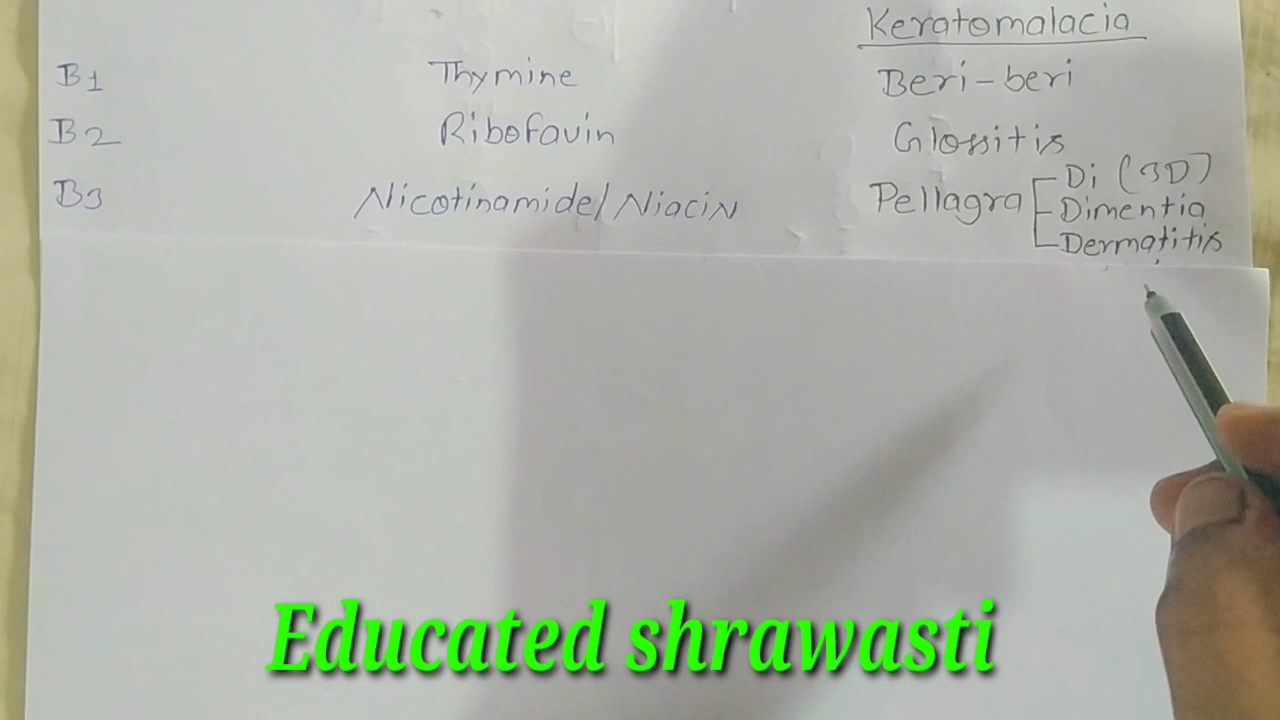 Keratomalacia
B1 Thymine Beri-beri
B2 Ribofavin Glossitis
B3 Nicotinamide/Niacin Pellagra Di (3D)
Dimentia
Dermatitis
Educated shrawasti